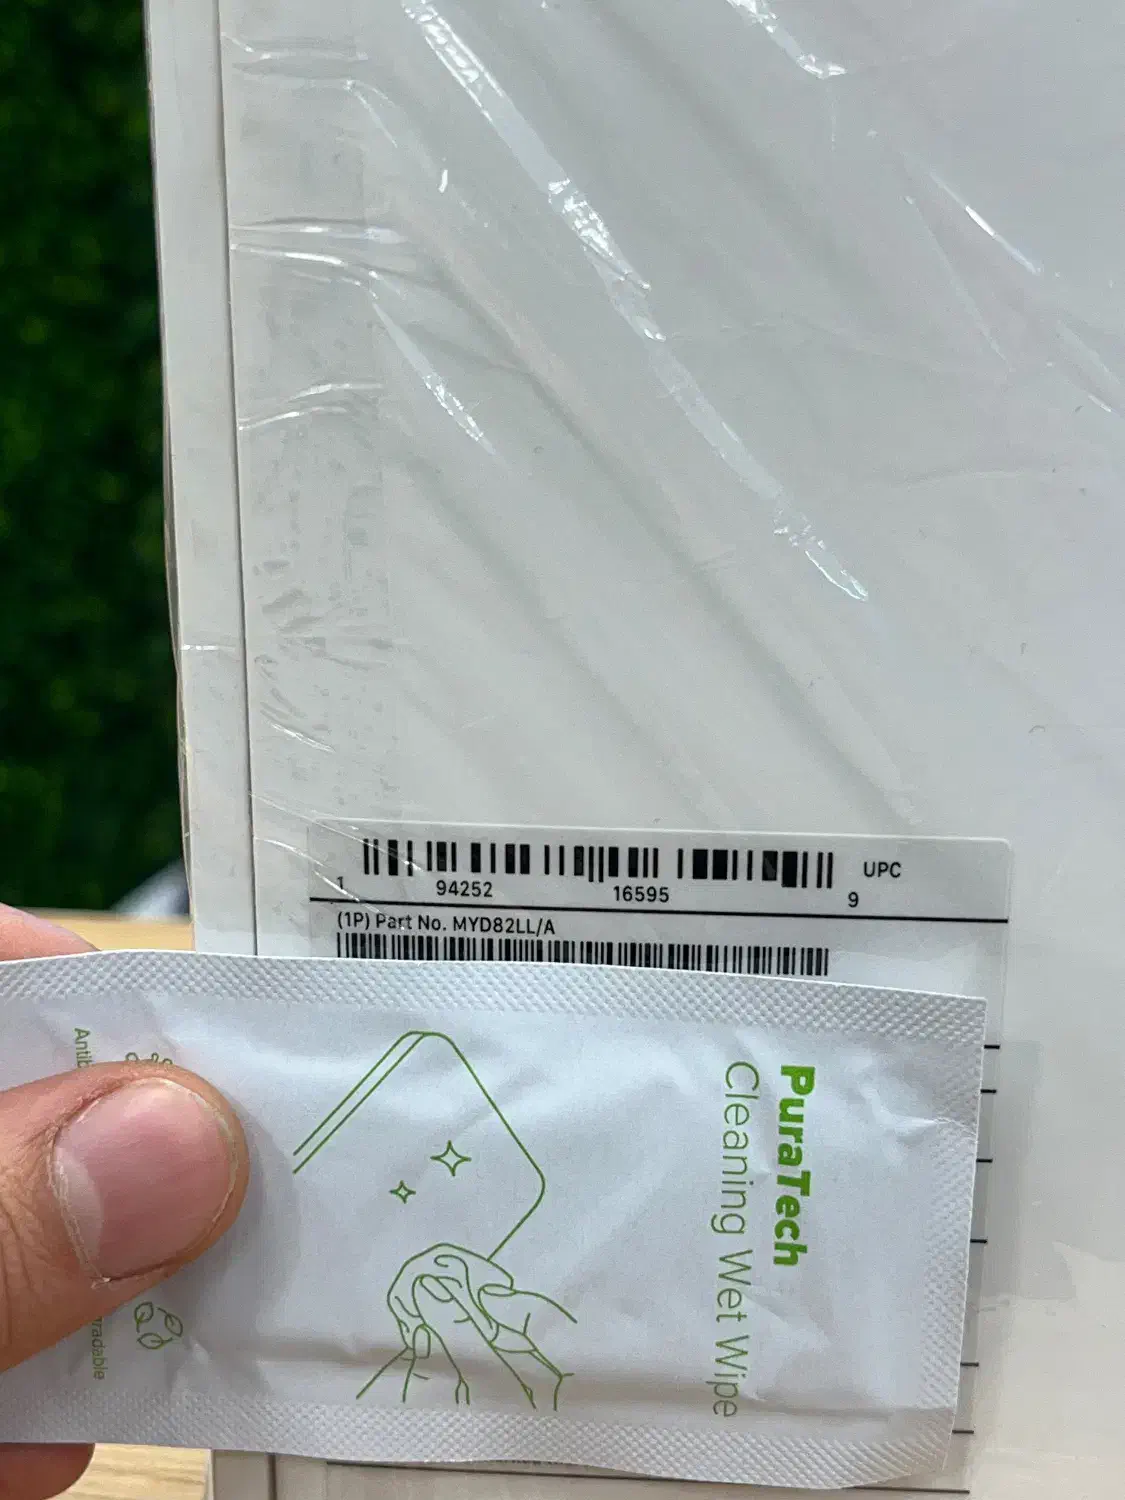 UPC
1 94252 16595 9
(1P) Part No. MYD82LL/A
PuraTech
Cleaning Wet Wipe